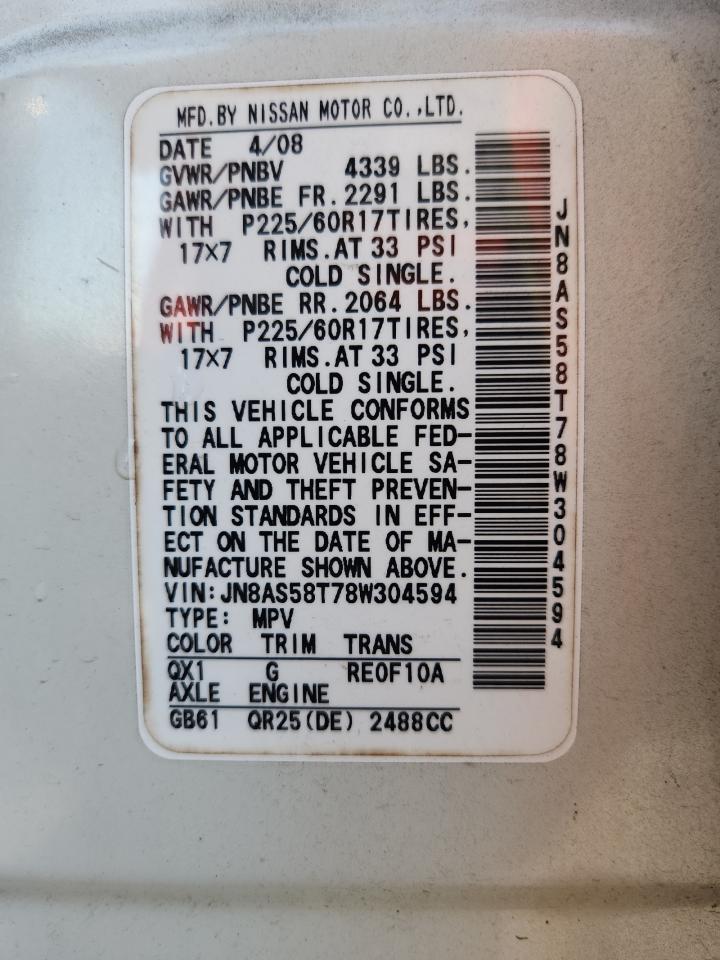 MFD.BY NISSAN MOTOR CO.,LTD.
DATE 4/08
GVWR/PNBV 4339 LBS.
GAWR/PNBE FR.2291 LBS.
WITH P225/60R17TIRES,
17×7 RIMS.AT 33 PSI
COLD SINGLE.
GAWR/PNBE RR.2064 LBS.
WITH P225/60R17TIRES,
17×7 RIMS.AT 33 PSI
COLD SINGLE.
THIS VEHICLE CONFORMS
TO ALL APPLICABLE FED-
ERAL MOTOR VEHICLE SA-
FETY AND THEFT PREVEN-
TION STANDARDS IN EFF-
ECT ON THE DATE OF MA-
NUFACTURE SHOWN ABOVE.
VIN:JN8AS58T78W304594
TYPE: MPV
COLOR TRIM TRANS
QX1 G RE0F10A
AXLE ENGINE
GB61 QR25(DE) 2488CC
JN8AS58T78W304594